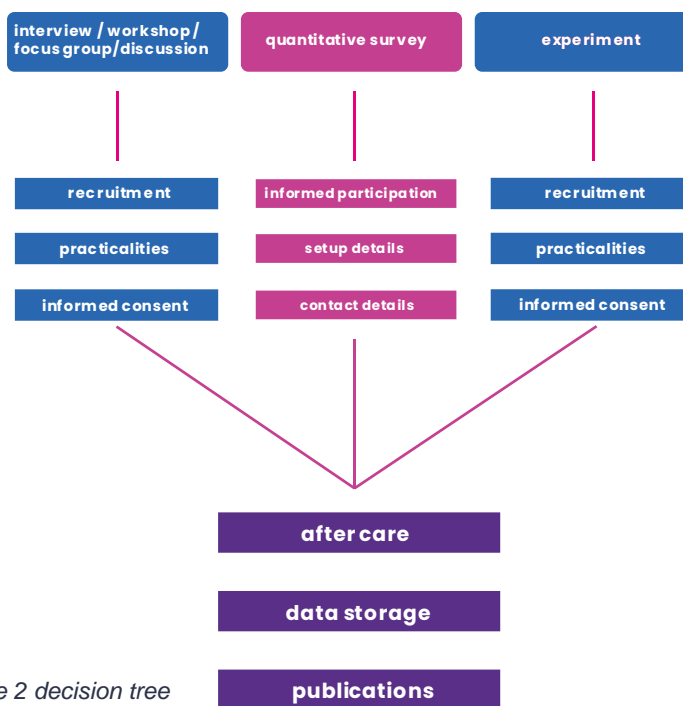 interview / workshop /
focus group/discussion
quantitative survey
experiment
recruitment
informed participation
recruitment
practicalities
setup details
practicalities
informed consent
contact details
informed consent
after care
data storage
2 decision tree
publications